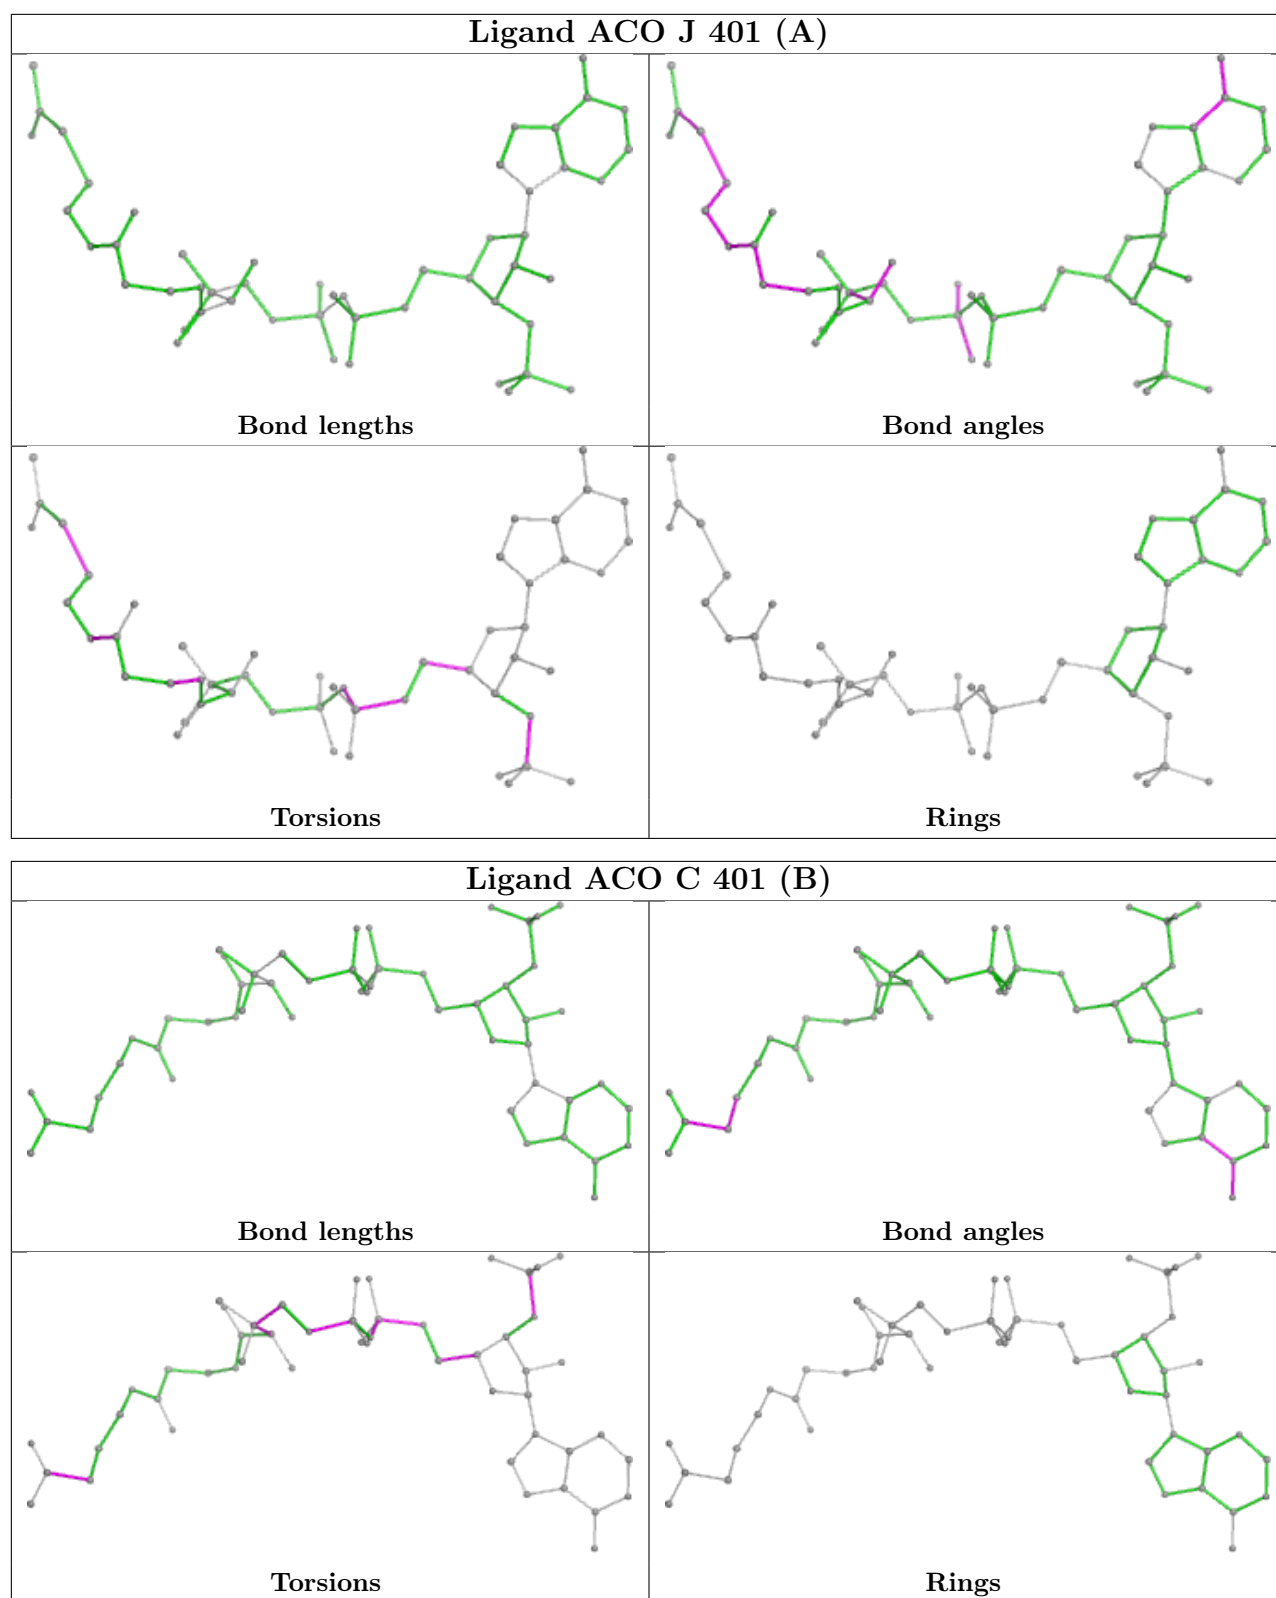 Ligand ACO J 401 (A)
Bond lengths
Bond angles
Torsions
Rings
Ligand ACO C 401 (B)
Bond lengths
Bond angles
Torsions
Rings